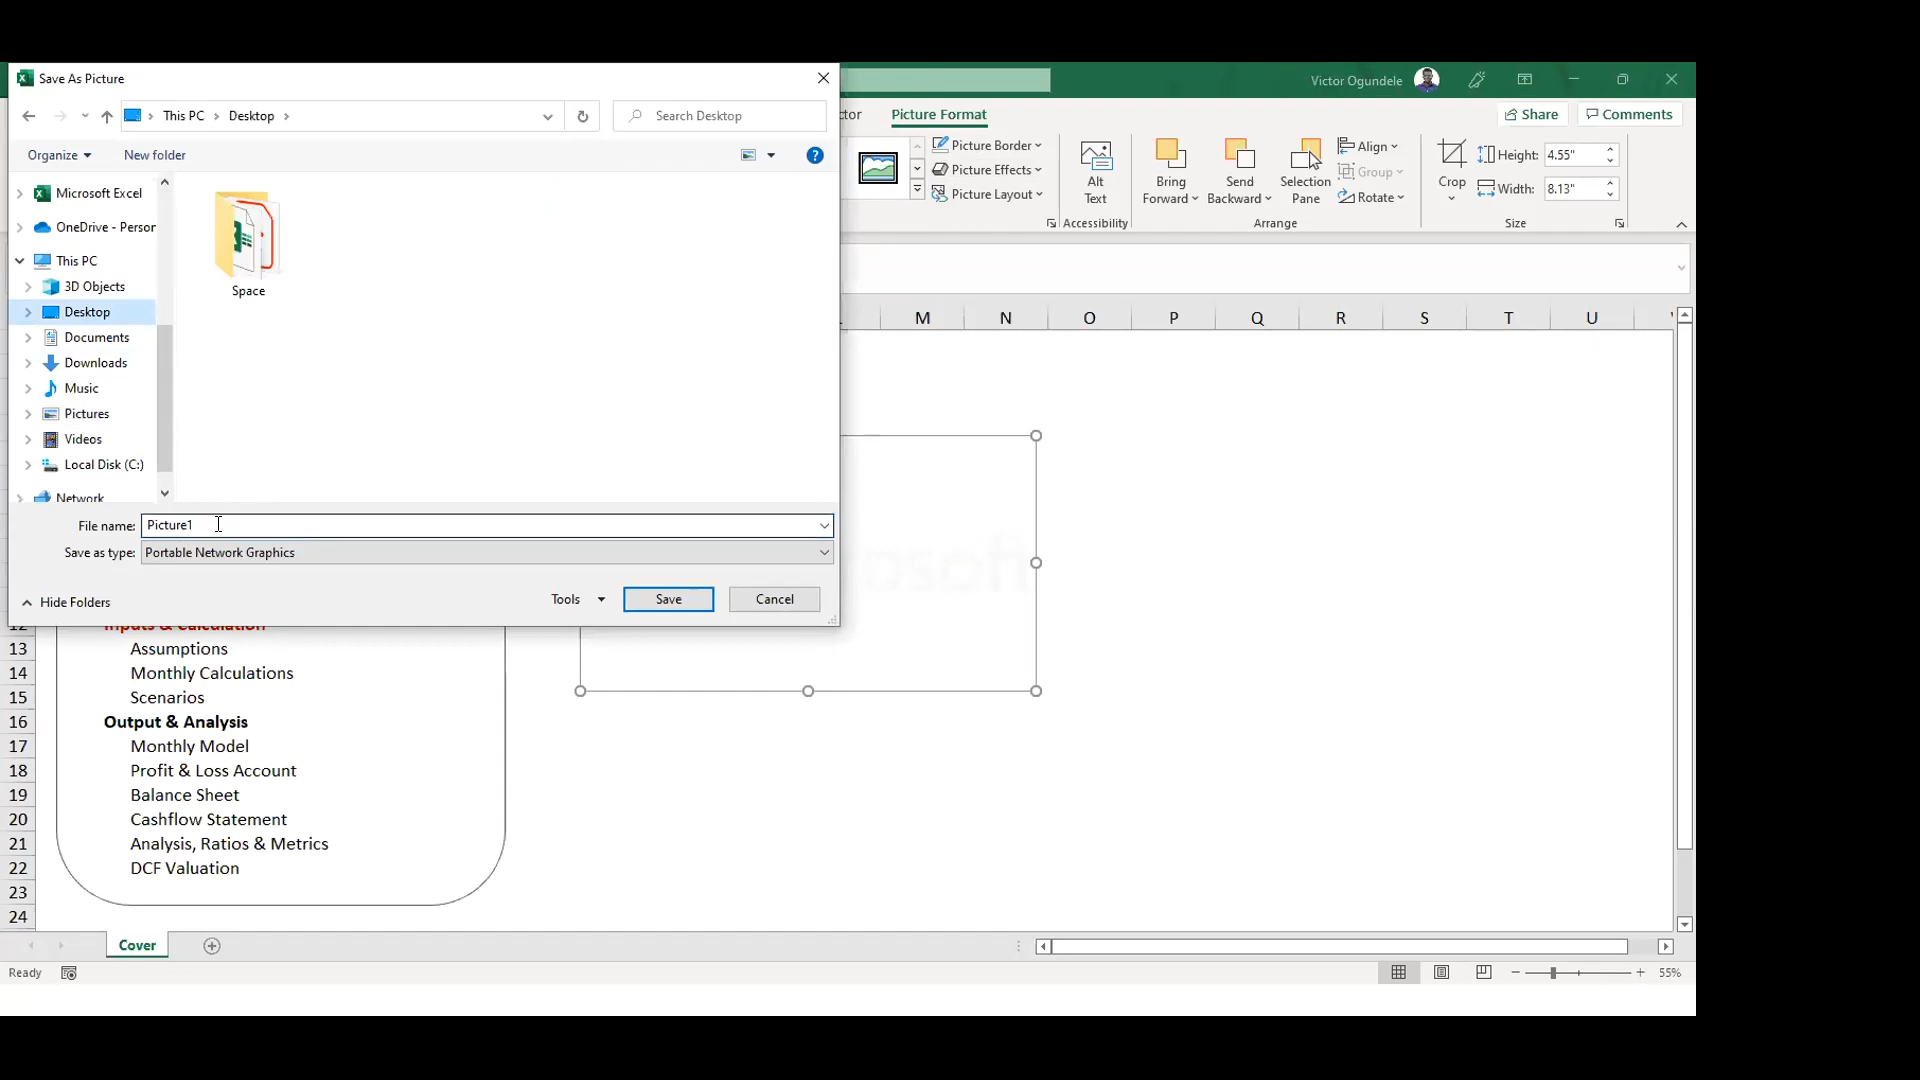 Save As Picture
Victor Ogundele
This PC
Desktop
Search Desktop
Picture Format
Share
Comments
Organize
New folder
Picture Border
Picture Effects
Picture Layout
Alt
Text
Bring
Forward
Send
Backward
Selection
Pane
Align
Group
Rotate
Crop
Height:
4.55"
Width:
8.13"
Accessibility
Arrange
Size
Microsoft Excel
OneDrive - Person
This PC
3D Objects
Desktop
Documents
Downloads
Music
Pictures
Videos
Local Disk (C:)
Network
Space
M N O P Q R S T U
File name: Picture1
Save as type: Portable Network Graphics
Hide Folders
Tools
Save
Cancel
osoft
12 Inputs & Calculation
13 Assumptions
14 Monthly Calculations
15 Scenarios
16 Output & Analysis
17 Monthly Model
18 Profit & Loss Account
19 Balance Sheet
20 Cashflow Statement
21 Analysis, Ratios & Metrics
22 DCF Valuation
23
24
Cover
Ready
55%